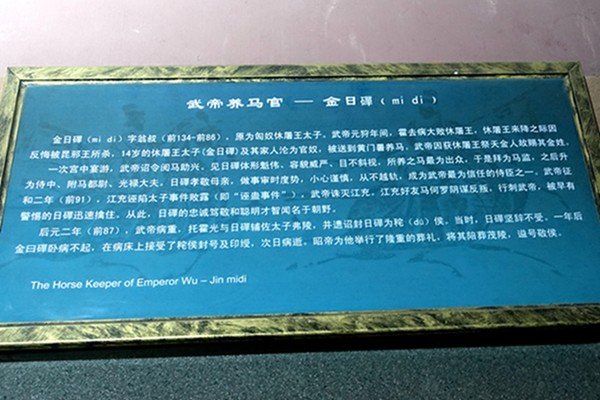 武帝养马官 — 金日磾（mi di）
金日磾（mi di）字翁叔（前134-前86），原为匈奴休屠王太子。武帝元狩年间，霍去病大败休屠王，休屠王来降之际因
反悔被昆邪王所杀，14岁的休屠王太子(金日磾)及其家人沦为官奴，被送到黄门署养马，武帝因获休屠王祭天金人故赐其金姓。
一次宫中宴游，武帝诏令阅马助兴。见日磾体形魁伟、容貌威严、目不斜视，所养之马最为出众，于是拜为马监，之后升
为侍中、附马都尉、光禄大夫。日磾孝敬母亲，做事审时度势，小心谨慎，从不越轨，成为武帝最为信任的侍臣之一。武帝征
和二年（前91），江充诬陷太子事件败露（即“诬蛊事件”），武帝诛灭江充，江充好友马何罗阴谋反叛，行刺武帝，被早有
警惕的日磾迅速擒住，从此，日磾的忠诚笃敬和聪明才智闻名于朝野。
后元二年（前87），武帝病重，托霍光与日磾辅佐太子弗陵，并遗诏封日磾为秺（dù）侯，当时，日磾坚辞不受，一年后
金日磾卧病不起，在病床上接受了秺侯封号及印绶，次日病逝。昭帝为他举行了隆重的葬礼，将其陪葬茂陵，谥号敬侯。
The Horse Keeper of Emperor Wu – Jin midi